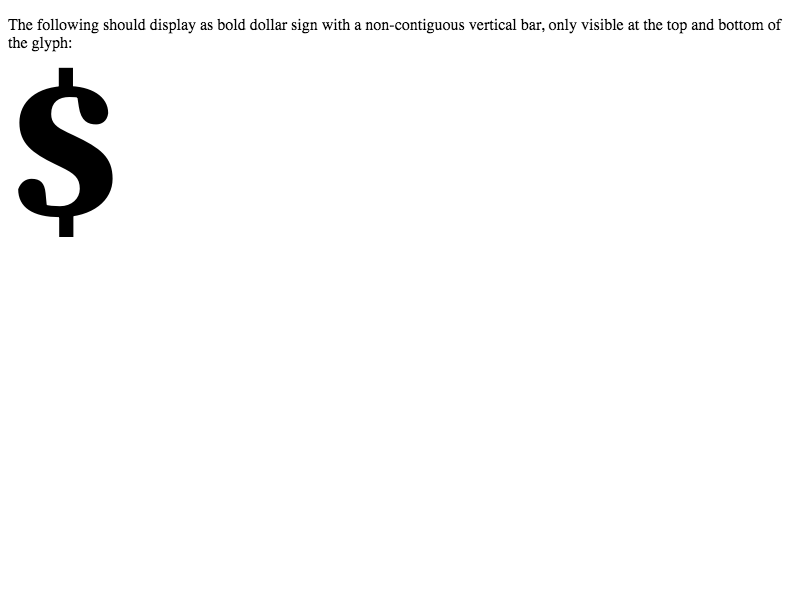 The following should display as bold dollar sign with a non-contiguous vertical bar, only visible at the top and bottom of
the glyph:
$